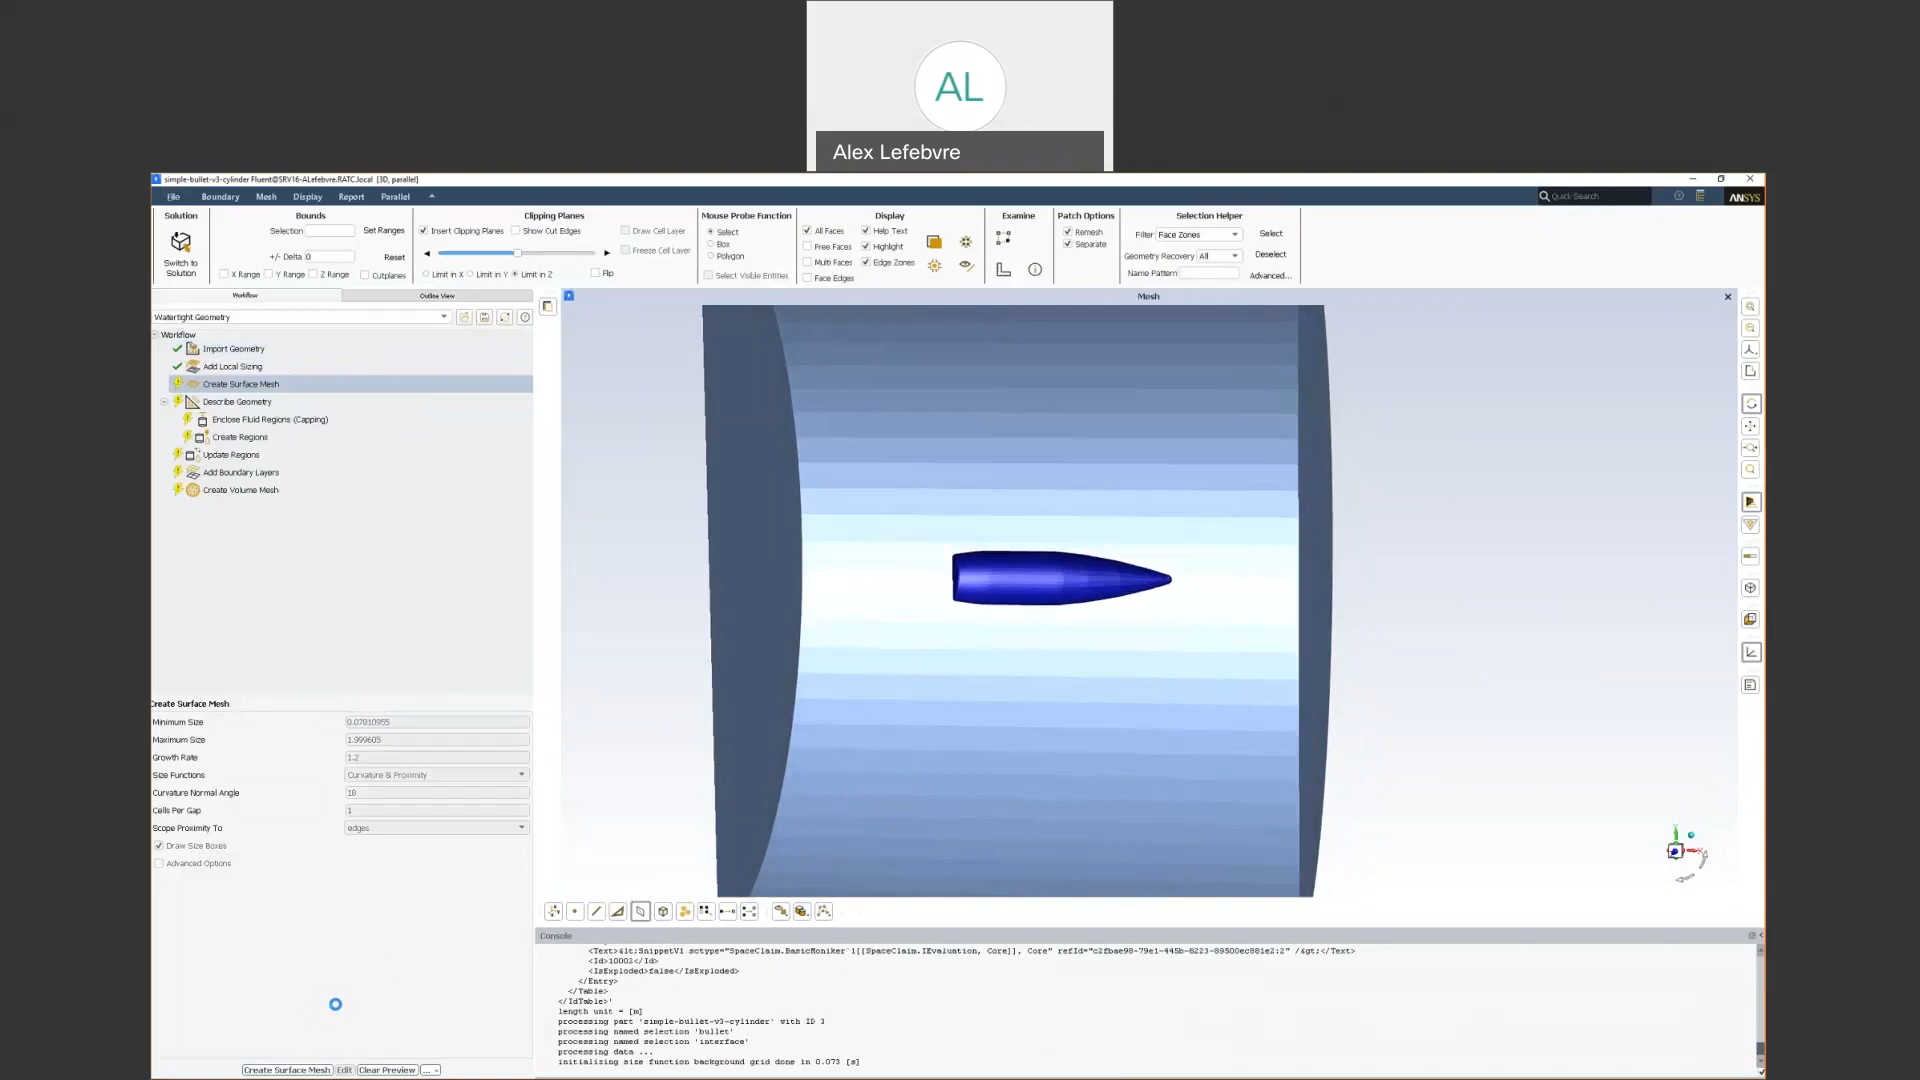 AL
Alex Lefebvre
simple-bullet-v3-cylinder Fluent@SRV16-ALefebvre.RATC.local [3D, parallel]
File Boundary Mesh Display Report Parallel
Quick Search
ANSYS
Solution
Switch to
Solution
Bounds
Selection
Set Ranges
+/- Delta 0
Reset
X Range Y Range Z Range Cutplanes
Clipping Planes
Insert Clipping Planes Show Cut Edges
Draw Cell Layer
Freeze Cell Layer
Limit in X Limit in Y Limit in Z Flip
Mouse Probe Function
Select
Box
Polygon
Select Visible Entities
Display
All Faces Help Text
Free Faces Highlight
Multi Faces Edge Zones
Face Edges
Examine
Patch Options
Remesh
Separate
Selection Helper
Filter Face Zones Select
Geometry Recovery All Deselect
Name Pattern Advanced...
Workflow
Outline View
Watertight Geometry
Workflow
Import Geometry
Add Local Sizing
Create Surface Mesh
Describe Geometry
Enclose Fluid Regions (Capping)
Create Regions
Update Regions
Add Boundary Layers
Create Volume Mesh
Create Surface Mesh
Minimum Size 0.07810955
Maximum Size 1.999605
Growth Rate 1.2
Size Functions Curvature & Proximity
Curvature Normal Angle 18
Cells Per Gap 1
Scope Proximity To edges
Draw Size Boxes
Advanced Options
Create Surface Mesh Edit Clear Preview ...
Mesh
Y
X
Console
<Text>&lt;SnippetV1 sctype="SpaceClaim.BasicMoniker`1[[SpaceClaim.IEvaluation, Core]], Core" refId="c2fbae98-79e1-445b-8223-89500ec881e2:2" /&gt;</Text>
<Id>10002</Id>
<IsExploded>false</IsExploded>
</Entry>
</Table>
</IdTable>'
length unit = [m]
processing part 'simple-bullet-v3-cylinder' with ID 3
processing named selection 'bullet'
processing named selection 'interface'
processing data ...
initializing size function background grid done in 0.073 [s]